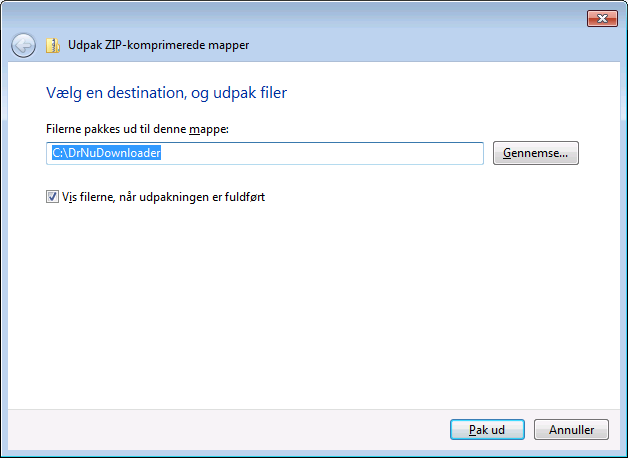 Udpak ZIP-komprimerede mapper
Vælg en destination, og udpak filer
Filerne pakkes ud til denne mappe:
C:\DrNuDownloader
Gennemse...
Vis filerne, når udpakningen er fuldført
Pak ud
Annuller